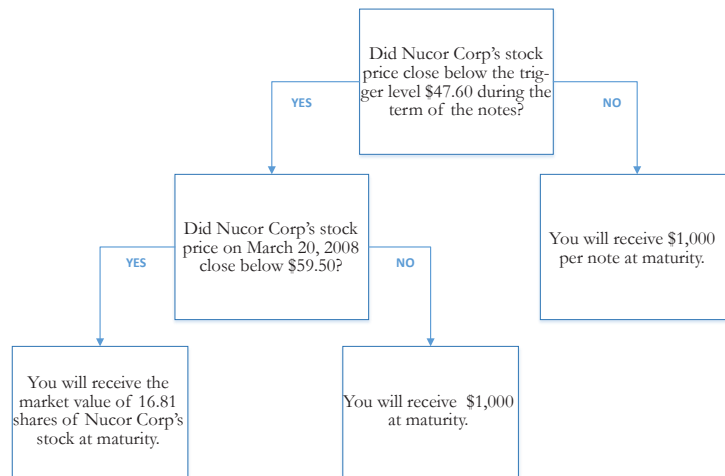 Did Nucor Corp's stock
price close below the trig-
ger level $47.60 during the
term of the notes?
YES
NO
Did Nucor Corp's stock
price on March 20, 2008
close below $59.50?
You will receive $1,000
per note at maturity.
YES
NO
You will receive the
market value of 16.81
shares of Nucor Corp's
stock at maturity.
You will receive $1,000
at maturity.